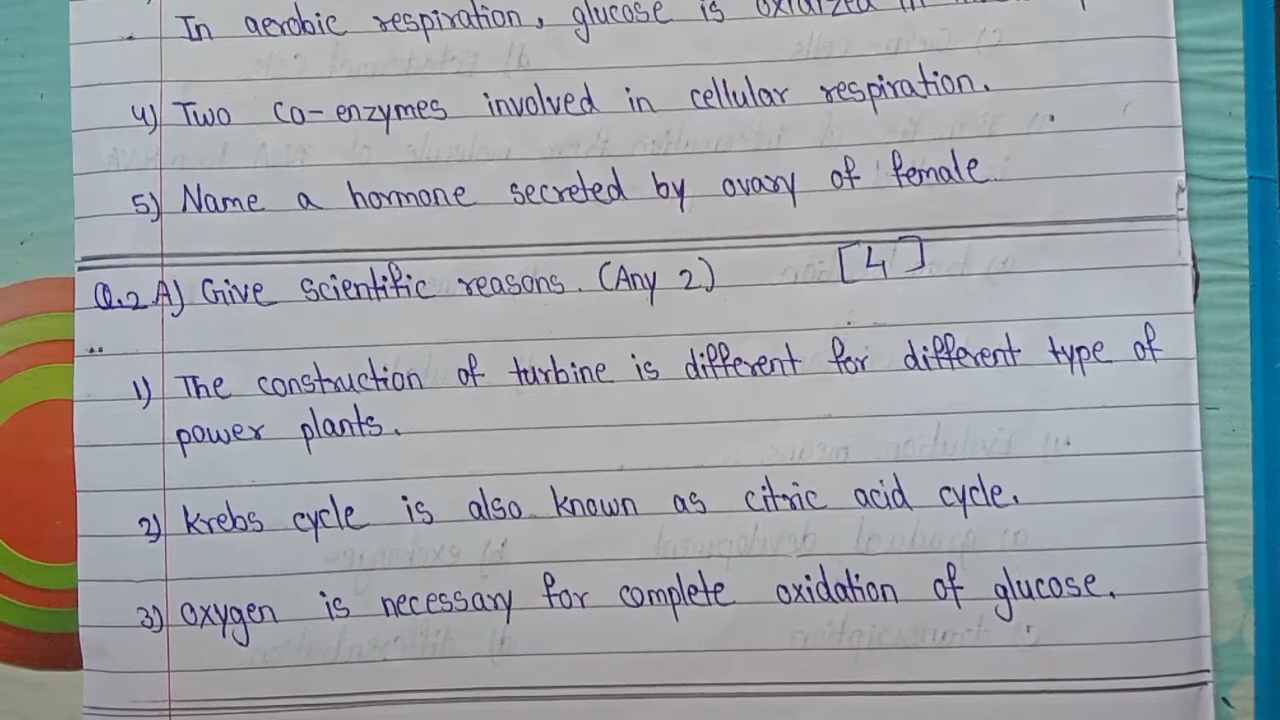 In aerobic respiration, glucose is oxidized in
4) Two co-enzymes involved in cellular respiration.
5) Name a hormone secreted by ovary of female
Q.2 A) Give scientific reasons. (Any 2) [4]
1) The construction of turbine is different for different type of
power plants.
2) Krebs cycle is also known as citric acid cycle.
3) Oxygen is necessary for complete oxidation of glucose.